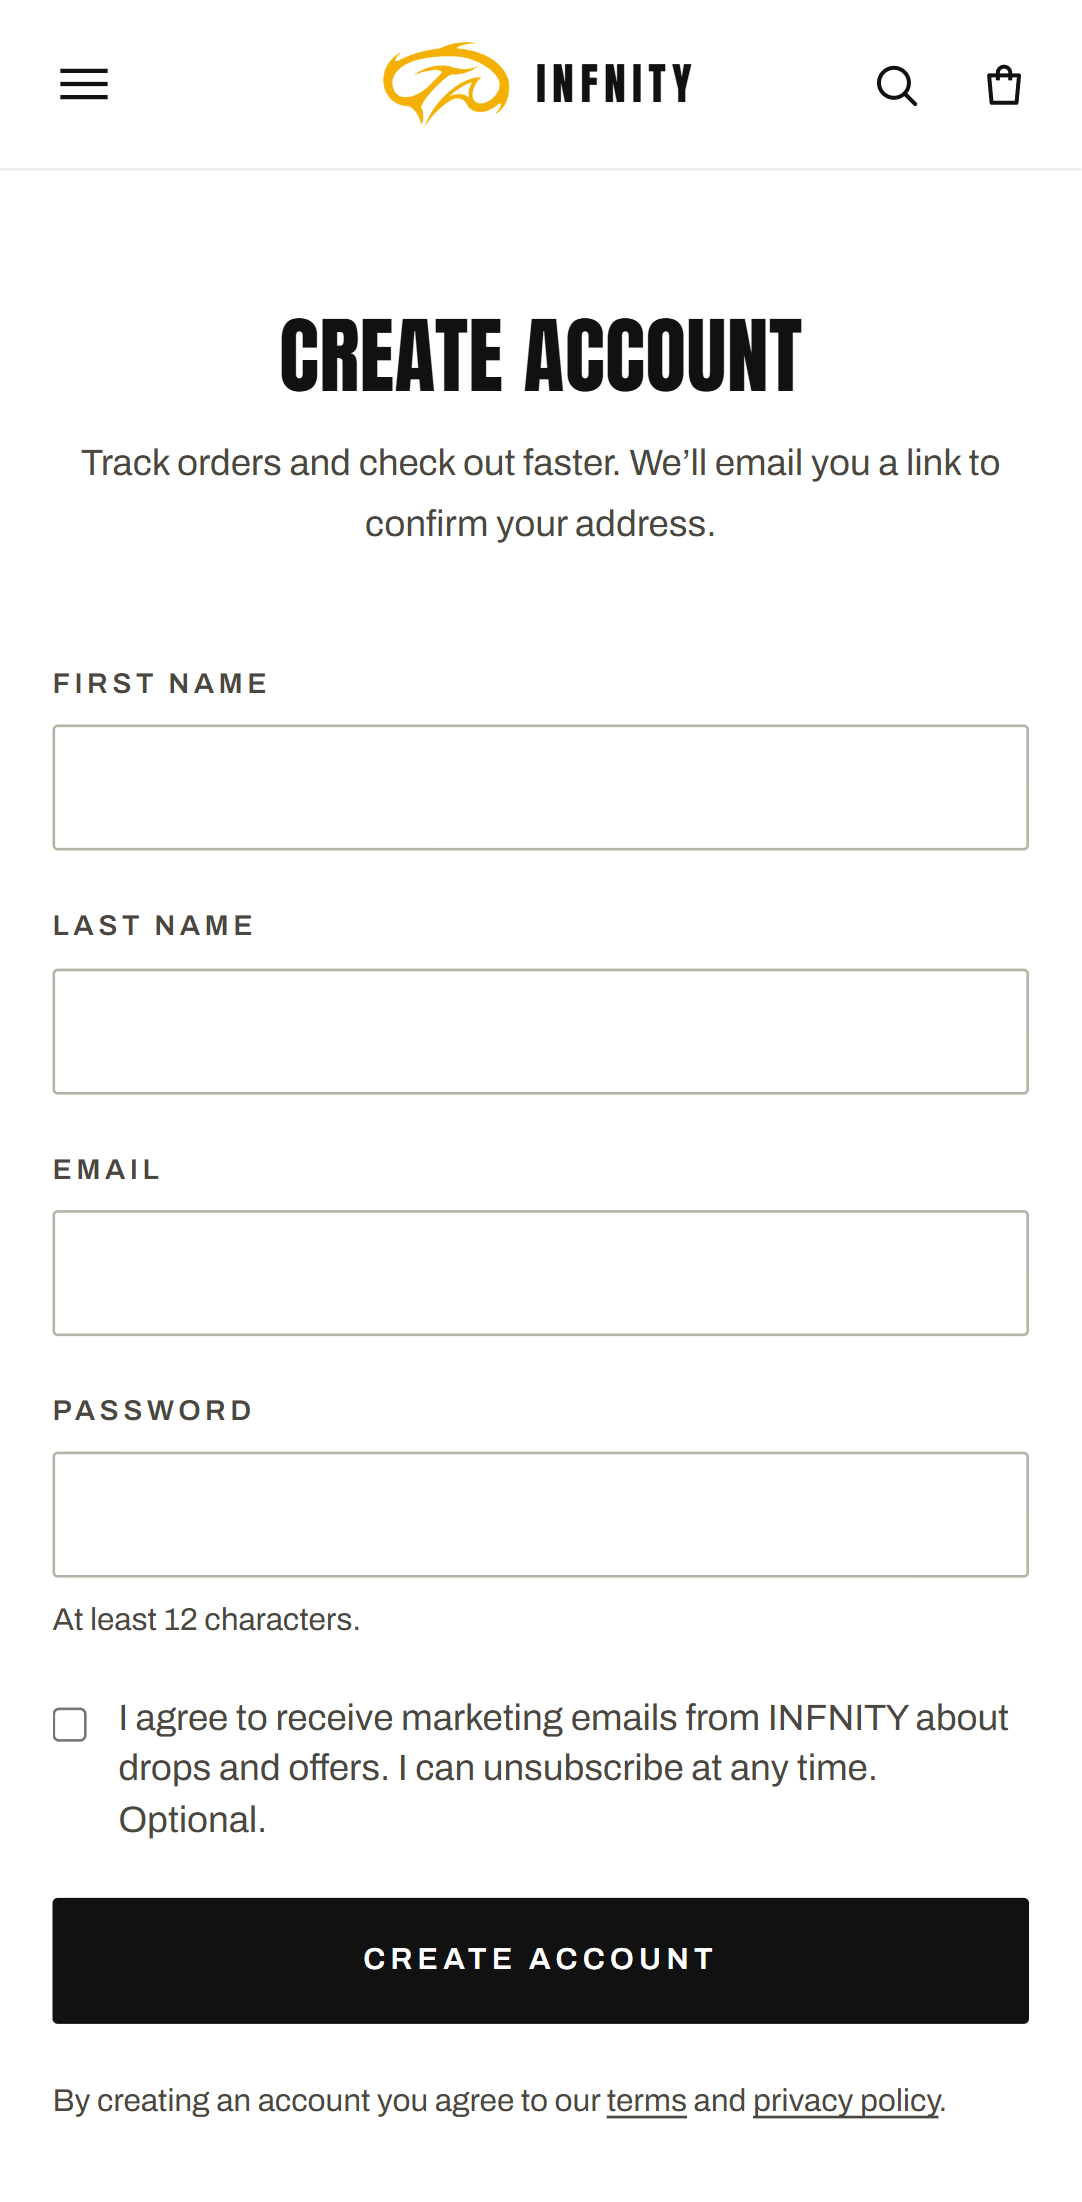 INFNITY
CREATE ACCOUNT
Track orders and check out faster. We’ll email you a link to
confirm your address.
FIRST NAME
LAST NAME
EMAIL
PASSWORD
At least 12 characters.
I agree to receive marketing emails from INFNITY about
drops and offers. I can unsubscribe at any time.
Optional.
CREATE ACCOUNT
By creating an account you agree to our terms and privacy policy.